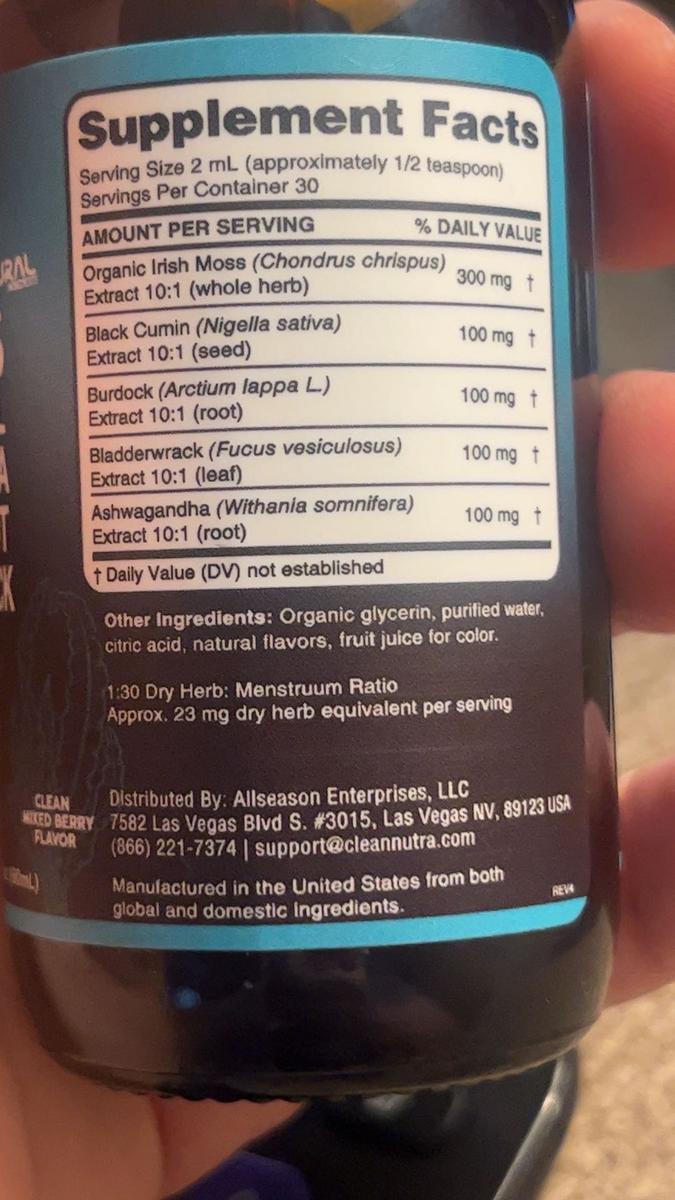 Supplement Facts
Serving Size 2 mL (approximately 1/2 teaspoon)
Servings Per Container 30
AMOUNT PER SERVING % DAILY VALUE
Organic Irish Moss (Chondrus chrispus)
Extract 10:1 (whole herb) 300 mg †
Black Cumin (Nigella sativa)
Extract 10:1 (seed) 100 mg †
Burdock (Arctium lappa L.)
Extract 10:1 (root) 100 mg †
Bladderwrack (Fucus vesiculosus)
Extract 10:1 (leaf) 100 mg †
Ashwagandha (Withania somnifera)
Extract 10:1 (root) 100 mg †
† Daily Value (DV) not established
Other Ingredients: Organic glycerin, purified water,
citric acid, natural flavors, fruit juice for color.
1:30 Dry Herb: Menstruum Ratio
Approx. 23 mg dry herb equivalent per serving
CLEAN
MIXED BERRY
FLAVOR
Distributed By: Allseason Enterprises, LLC
7582 Las Vegas Blvd S. #3015, Las Vegas NV, 89123 USA
(866) 221-7374 | support@cleannutra.com
Manufactured in the United States from both
global and domestic ingredients.
REV4